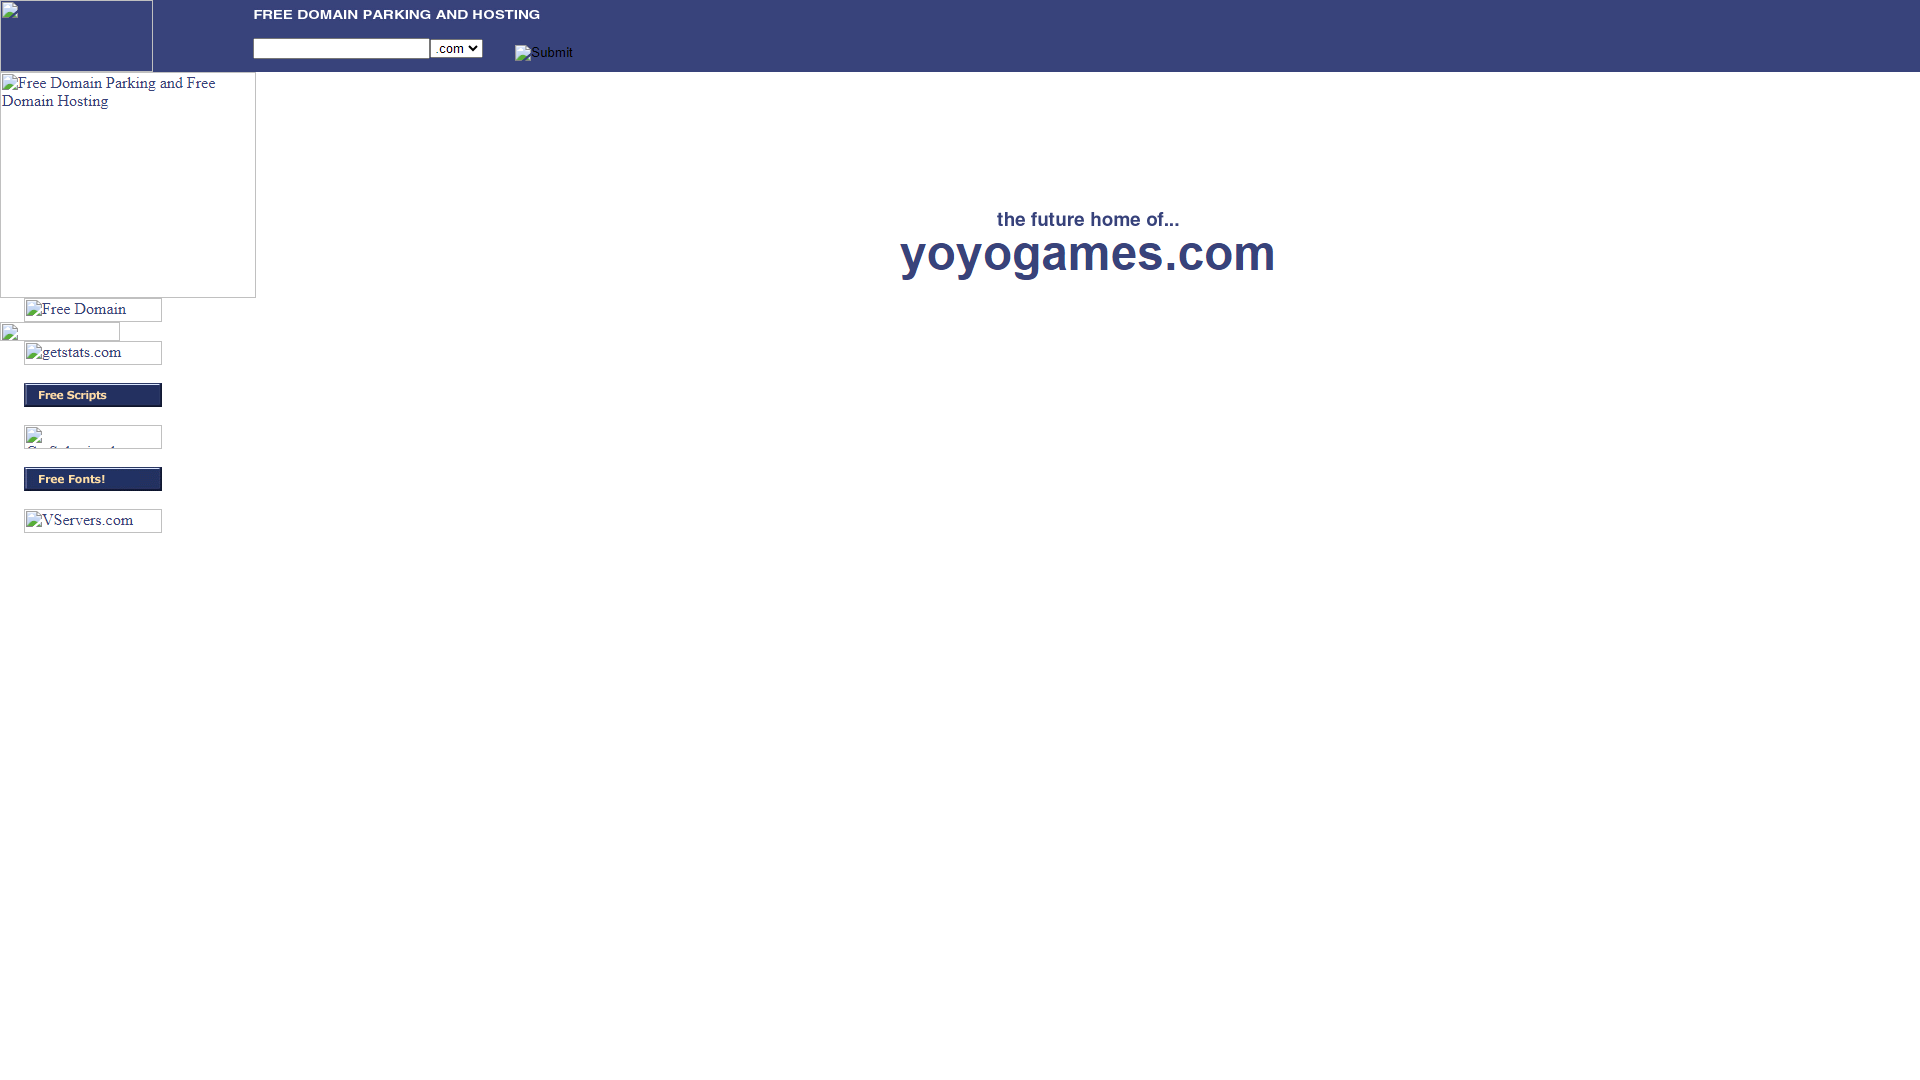 FREE DOMAIN PARKING AND HOSTING
.com
Submit
Free Domain Parking and Free
Domain Hosting
the future home of...
yoyogames.com
Free Domain
getstats.com
Free Scripts
Free Fonts!
VServers.com